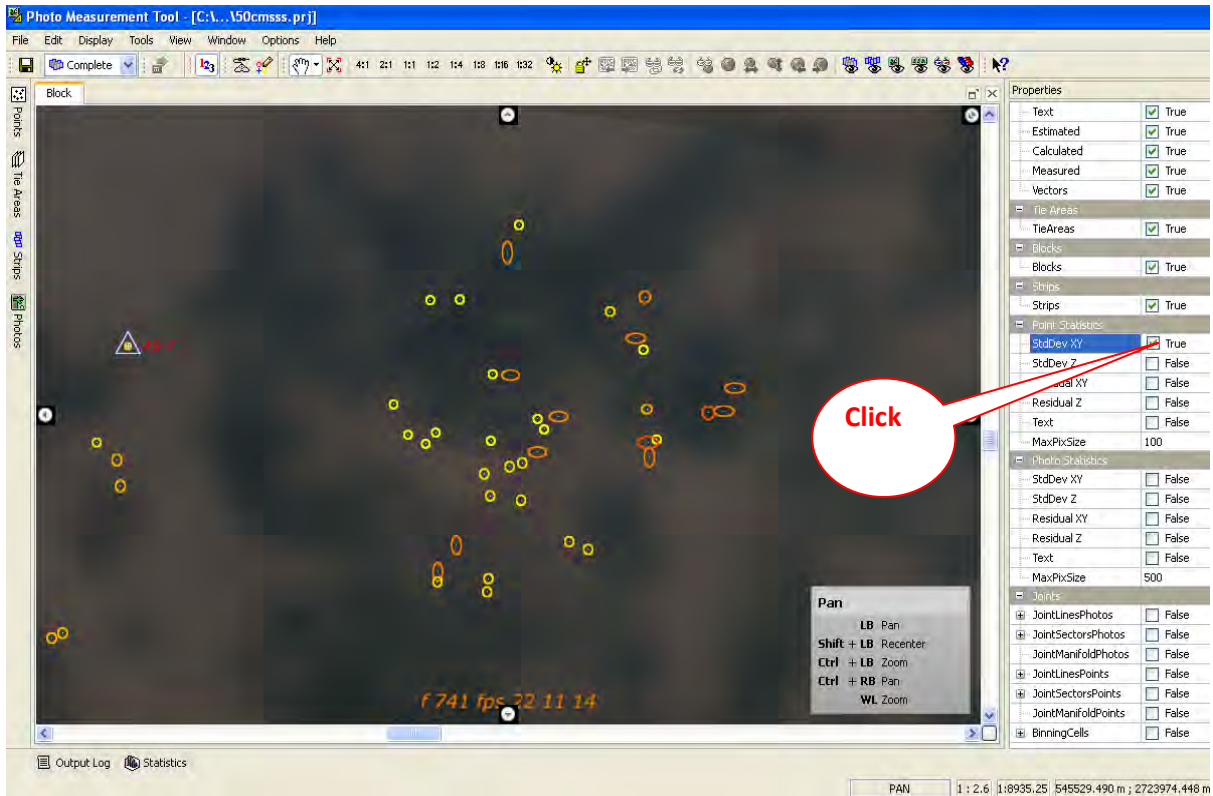 Photo Measurement Tool - [C:\...\50cmsss.prj]
File Edit Display Tools View Window Options Help
Complete 123 4:1 2:1 1:1 1:2 1:4 1:8 1:16 1:32
Block
Properties
Points
Tie Areas
Strips
Photos
Text True
Estimated True
Calculated True
Measured True
Vectors True
Tie Areas
TieAreas True
Blocks
Blocks True
Strips
Strips True
Point Statistics
StdDev XY True
StdDev Z False
XY False
Residual Z False
Text False
MaxPixSize 100
Photo Statistics
StdDev XY False
StdDev Z False
Residual XY False
Residual Z False
Text False
MaxPixSize 500
Joints
JointLinesPhotos False
JointSectorsPhotos False
JointManifoldPhotos False
JointLinesPoints False
JointSectorsPoints False
JointManifoldPoints False
BinningCells False
Click
Pan
LB Pan
Shift + LB Recenter
Ctrl + LB Zoom
Ctrl + RB Pan
WL Zoom
f 741 fps 22 11 14
Output Log Statistics
PAN 1 : 2.6 1:8935.25 545529.490 m ; 2723974.448 m